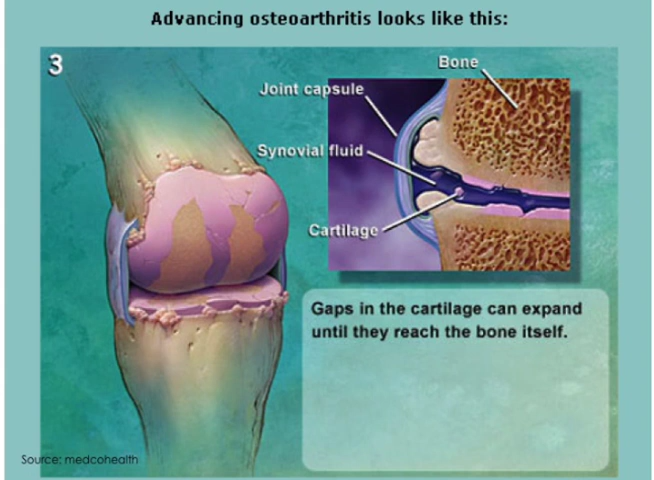 Advancing osteoarthritis looks like this:
3
Bone
Joint capsule
Synovial fluid
Cartilage
Gaps in the cartilage can expand
until they reach the bone itself.
Source: medcohealth